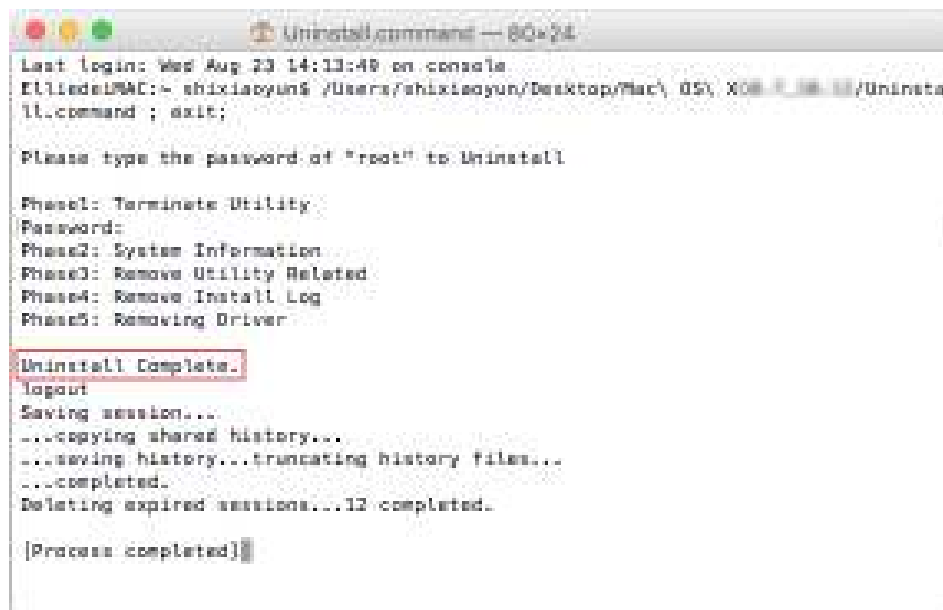 Uninstall.command — 80×24
Last login: Wed Aug 23 14:13:49 on console
ElliedeiMAC:~ shixiaoyun$ /Users/shixiaoyun/Desktop/Mac\ OS\ X /Uninsta
ll.command ; exit;
Please type the password of "root" to Uninstall
Phase1: Terminate Utility
Password:
Phase2: System Information
Phase3: Remove Utility Related
Phase4: Remove Install Log
Phase5: Removing Driver
Uninstall Complete.
logout
Saving session...
...copying shared history...
...saving history...truncating history files...
...completed.
Deleting expired sessions...12 completed.
[Process completed]